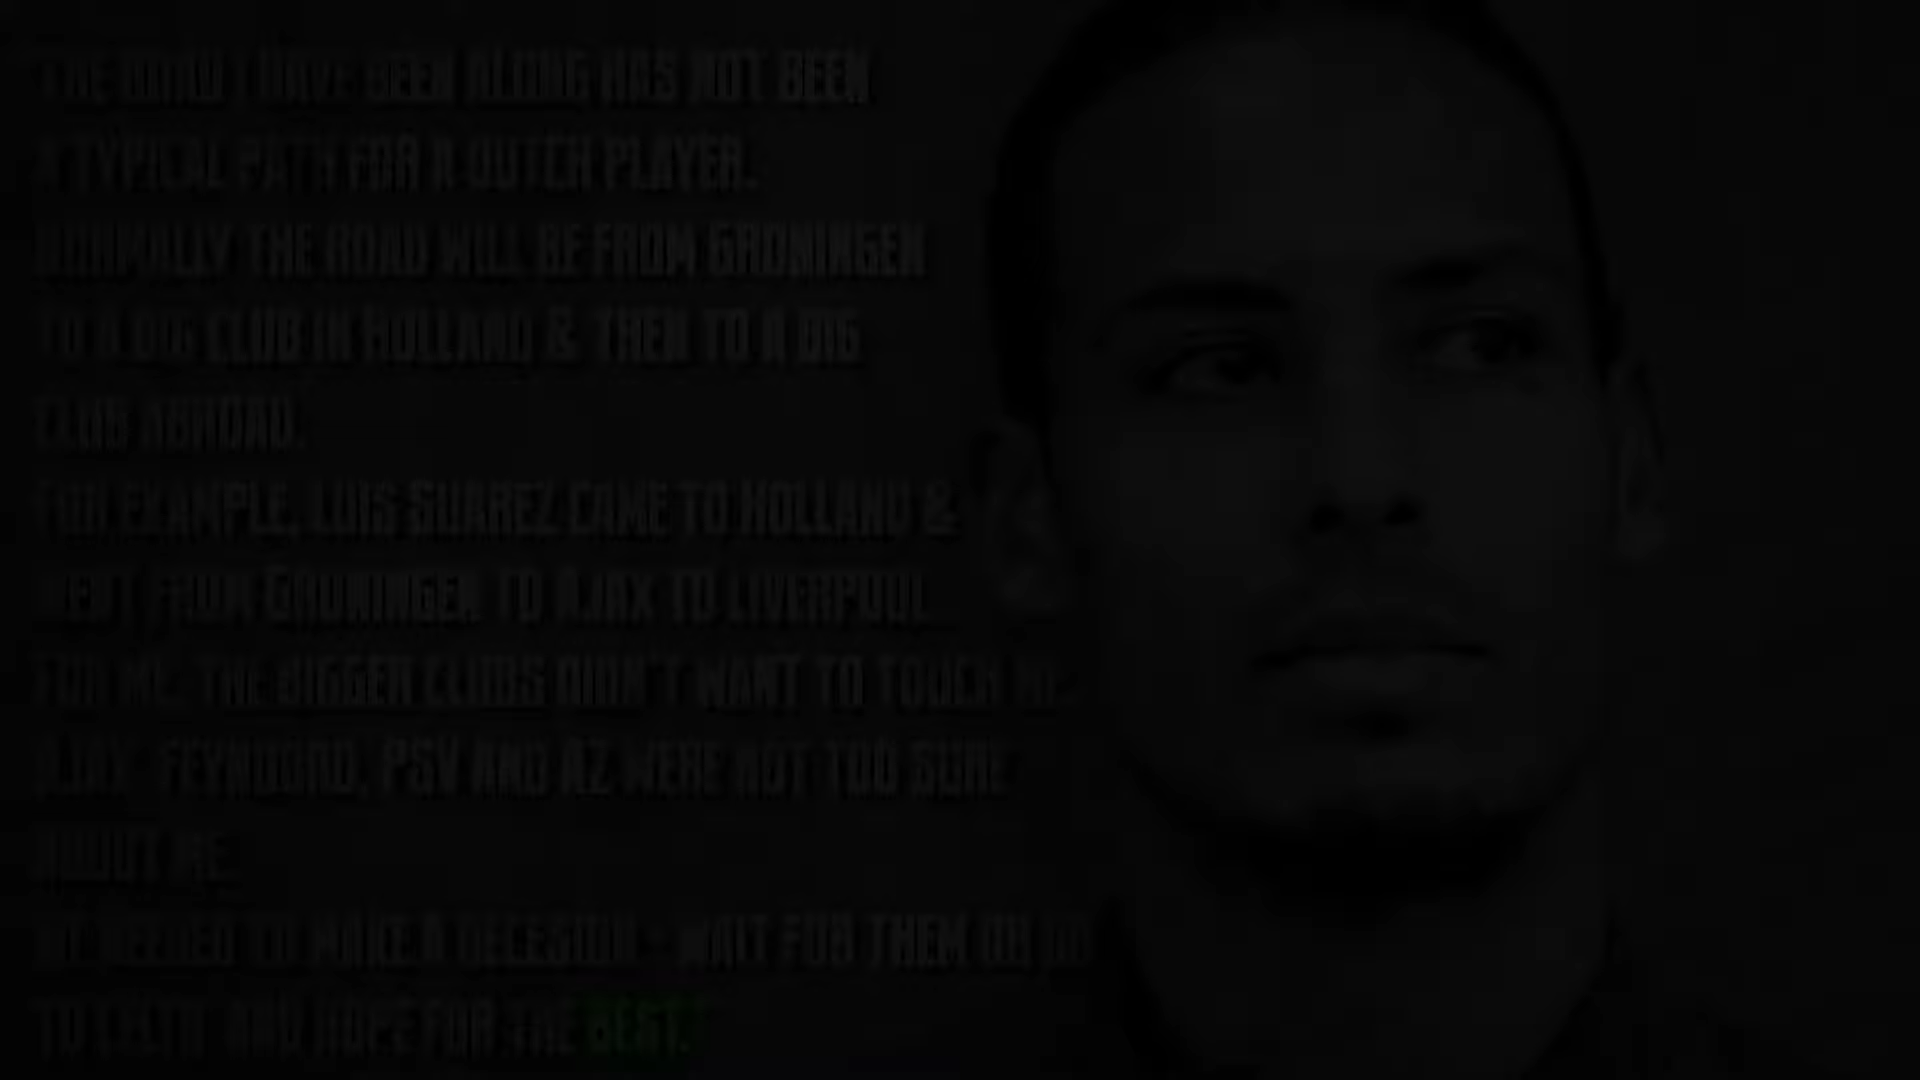 THE ROAD I HAVE BEEN ALONG HAS NOT BEEN
A TYPICAL PATH FOR A DUTCH PLAYER.
NORMALLY THE ROAD WILL BE FROM GRONINGEN
TO A BIG CLUB IN HOLLAND & THEN TO A BIG
CLUB ABROAD.
FOR EXAMPLE, LUIS SUAREZ CAME TO HOLLAND &
WENT FROM GRONINGEN TO AJAX TO LIVERPOOL.
FOR ME, THE BIGGER CLUBS DIDN'T WANT TO TOUCH ME.
AJAX, FEYNOORD, PSV AND AZ WERE NOT TOO SURE
ABOUT ME.
NEEDED TO MAKE A DECESION - WAIT FOR THEM OR GO
TO CELTIC AND HOPE FOR THE BEST.